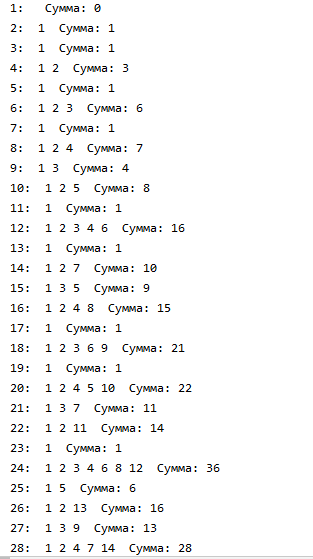 1:   Сумма: 0
2:  1  Сумма: 1
3:  1  Сумма: 1
4:  1 2  Сумма: 3
5:  1  Сумма: 1
6:  1 2 3  Сумма: 6
7:  1  Сумма: 1
8:  1 2 4  Сумма: 7
9:  1 3  Сумма: 4
10:  1 2 5  Сумма: 8
11:  1  Сумма: 1
12:  1 2 3 4 6  Сумма: 16
13:  1  Сумма: 1
14:  1 2 7  Сумма: 10
15:  1 3 5  Сумма: 9
16:  1 2 4 8  Сумма: 15
17:  1  Сумма: 1
18:  1 2 3 6 9  Сумма: 21
19:  1  Сумма: 1
20:  1 2 4 5 10  Сумма: 22
21:  1 3 7  Сумма: 11
22:  1 2 11  Сумма: 14
23:  1  Сумма: 1
24:  1 2 3 4 6 8 12  Сумма: 36
25:  1 5  Сумма: 6
26:  1 2 13  Сумма: 16
27:  1 3 9  Сумма: 13
28:  1 2 4 7 14  Сумма: 28